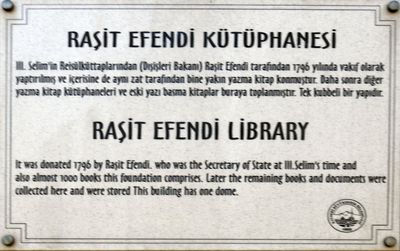 RAŞİT EFENDİ KÜTÜPHANESİ
III. Selim'in Reisülküttaplarından (Dışişleri Bakanı) Raşit Efendi tarafından 1796 yılında vakıf olarak
yaptırılmış ve içerisine de aynı zat tarafından bine yakın yazma kitap konmuştur. Daha sonra diğer
yazma kitap kütüphaneleri ve eski yazı basma kitaplar buraya toplanmıştır. Tek kubbeli bir yapıdır.
RAŞİT EFENDİ LİBRARY
It was donated 1796 by Raşit Efendi, who was the Secretary of State at III.Selim's time and
also almost 1000 books this foundation comprises. Later the remaining books and documents were
collected here and were stored This building has one dome.